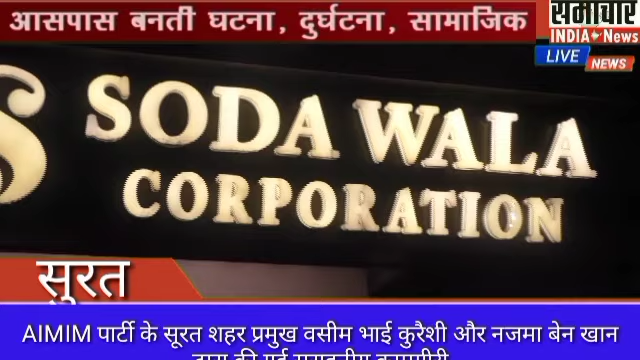 आसपास बनती घटना, दुर्घटना, सामाजिक
समाचार
INDIA News
LIVE
NEWS
S
SODA WALA
CORPORATION
सुरत
AIMIM पार्टी के सूरत शहर प्रमुख वसीम भाई कुरैशी और नजमा बेन खान